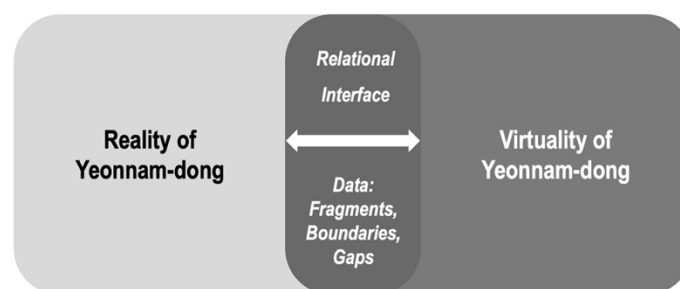 Reality of
Yeonnam-dong
Relational
Interface
Data:
Fragments,
Boundaries,
Gaps
Virtuality of
Yeonnam-dong